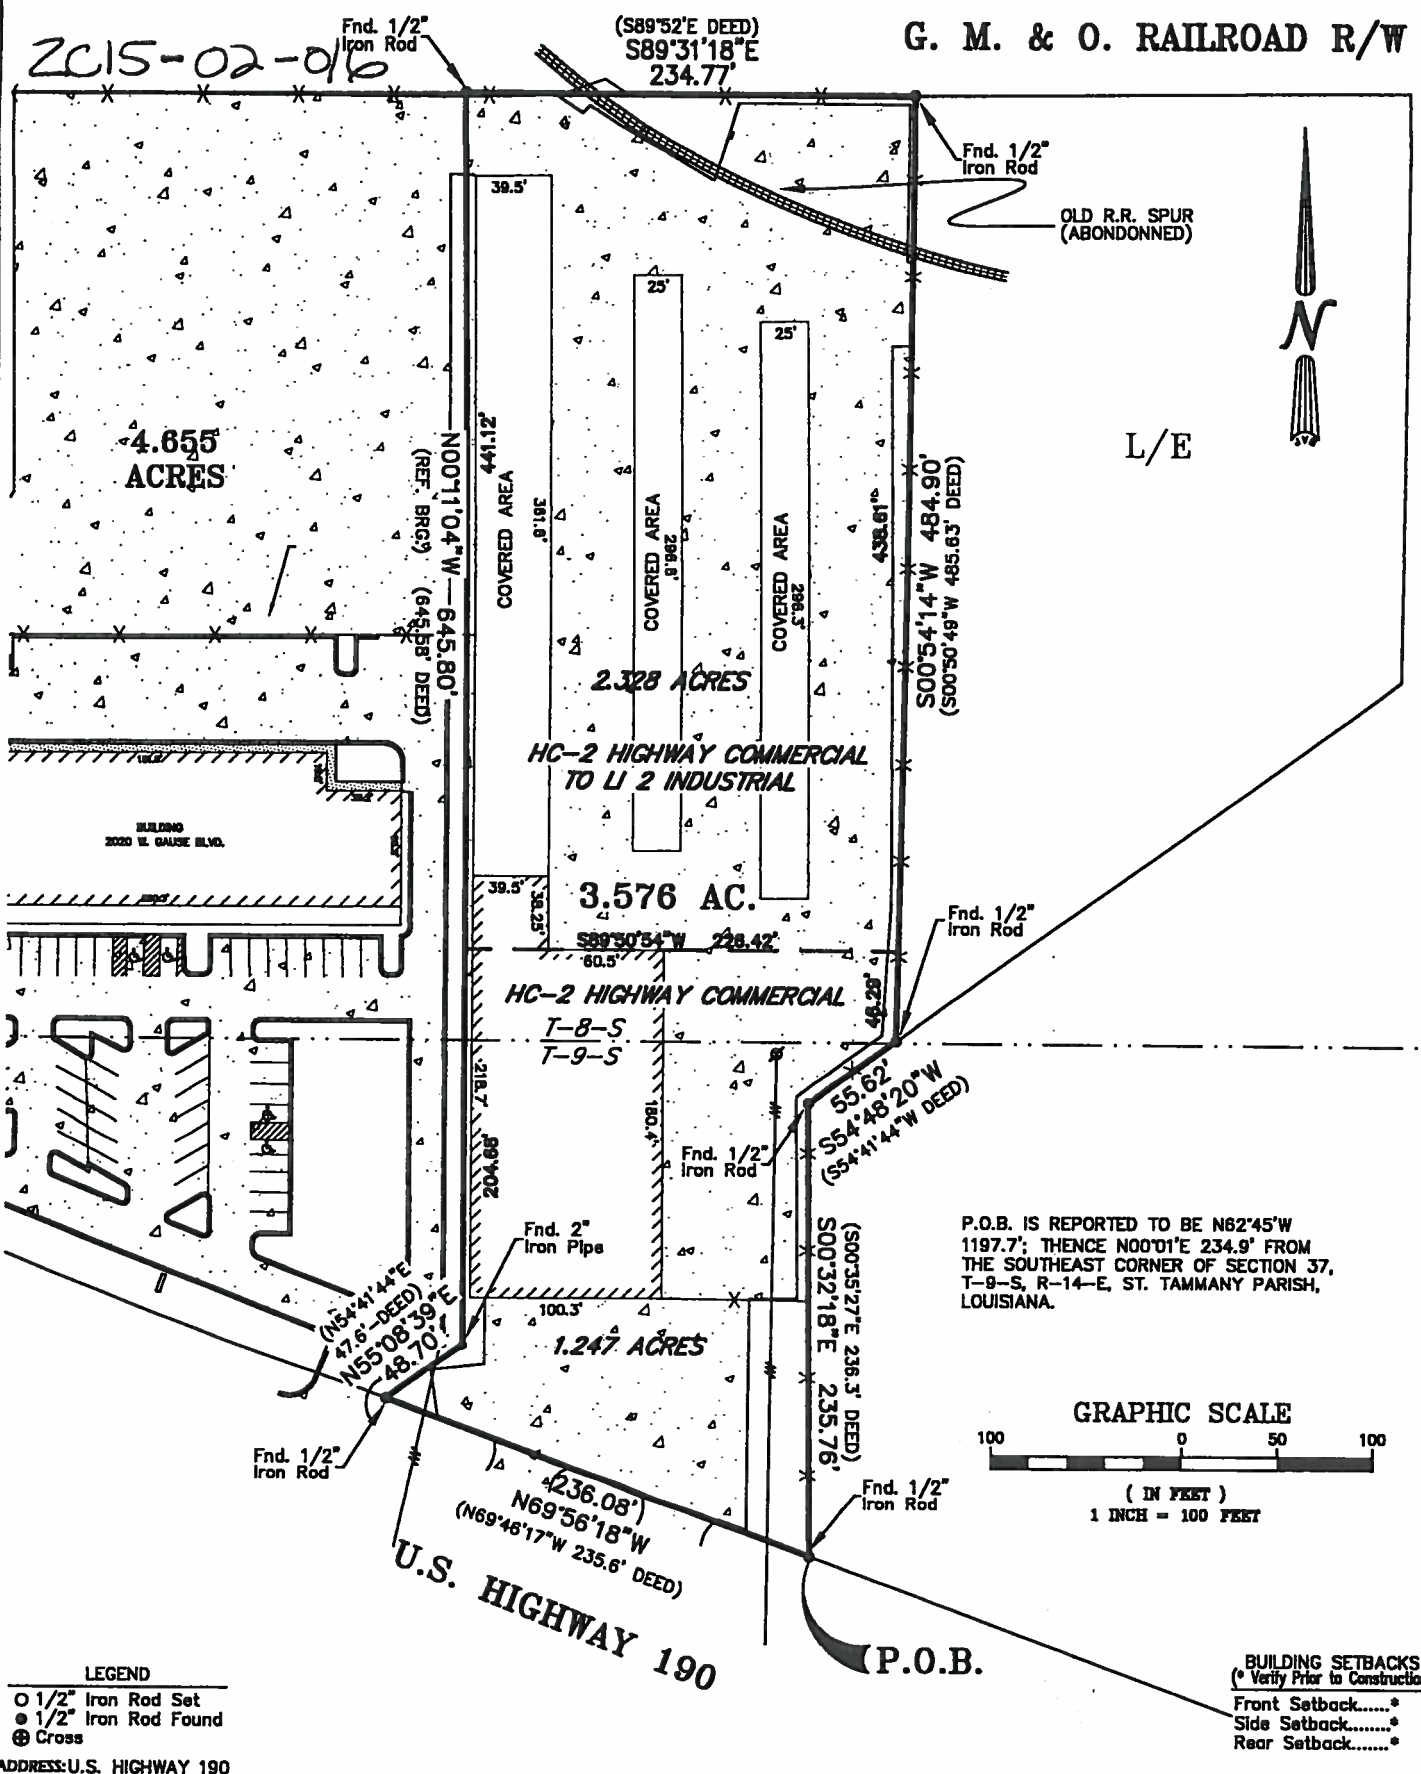 ZC15-02-016
Fnd. 1/2"
Iron Rod
(S89°52'E DEED)
S89°31'18"E
234.77'
G. M. & O. RAILROAD R/W
Fnd. 1/2"
Iron Rod
OLD R.R. SPUR
(ABONDONNED)
39.5'
25'
25'
N
4.655
ACRES
L/E
N00°11'04"W 645.80'
(REF. BRG.) (645.58' DEED)
441.12'
COVERED AREA
361.6'
COVERED AREA
296.6'
COVERED AREA
296.3'
438.61'
S00°54'14"W 484.90'
(S00°50'49"W 485.63' DEED)
2.328 ACRES
HC-2 HIGHWAY COMMERCIAL
TO LI 2 INDUSTRIAL
BUILDING
2020 W. GAUSE BLVD.
39.5'
38.25'
3.576 AC.
S89°50'54"W 226.42'
60.5'
Fnd. 1/2"
Iron Rod
HC-2 HIGHWAY COMMERCIAL
46.29'
T-8-S
T-9-S
218.7'
204.68'
180.4'
55.62'
S54°48'20"W
(S54°41'44"W DEED)
Fnd. 1/2"
Iron Rod
Fnd. 2"
Iron Pipe
P.O.B. IS REPORTED TO BE N62°45'W
1197.7'; THENCE N00°01'E 234.9' FROM
THE SOUTHEAST CORNER OF SECTION 37,
T-9-S, R-14-E, ST. TAMMANY PARISH,
LOUISIANA.
(N54°41'44"E
47.6'-DEED)
N55°08'39"E
48.70'
100.3'
1.247 ACRES
S00°32'18"E 235.76'
(S00°35'27"E 236.3' DEED)
GRAPHIC SCALE
100 0 50 100
( IN FEET )
1 INCH = 100 FEET
Fnd. 1/2"
Iron Rod
(236.08')
N69°56'18"W
(N69°46'17"W 235.6' DEED)
Fnd. 1/2"
Iron Rod
U.S. HIGHWAY 190
P.O.B.
LEGEND
1/2" Iron Rod Set
1/2" Iron Rod Found
Cross
ADDRESS: U.S. HIGHWAY 190
BUILDING SETBACKS
(* Verify Prior to Constructio
Front Setback......*
Side Setback........*
Rear Setback.......*